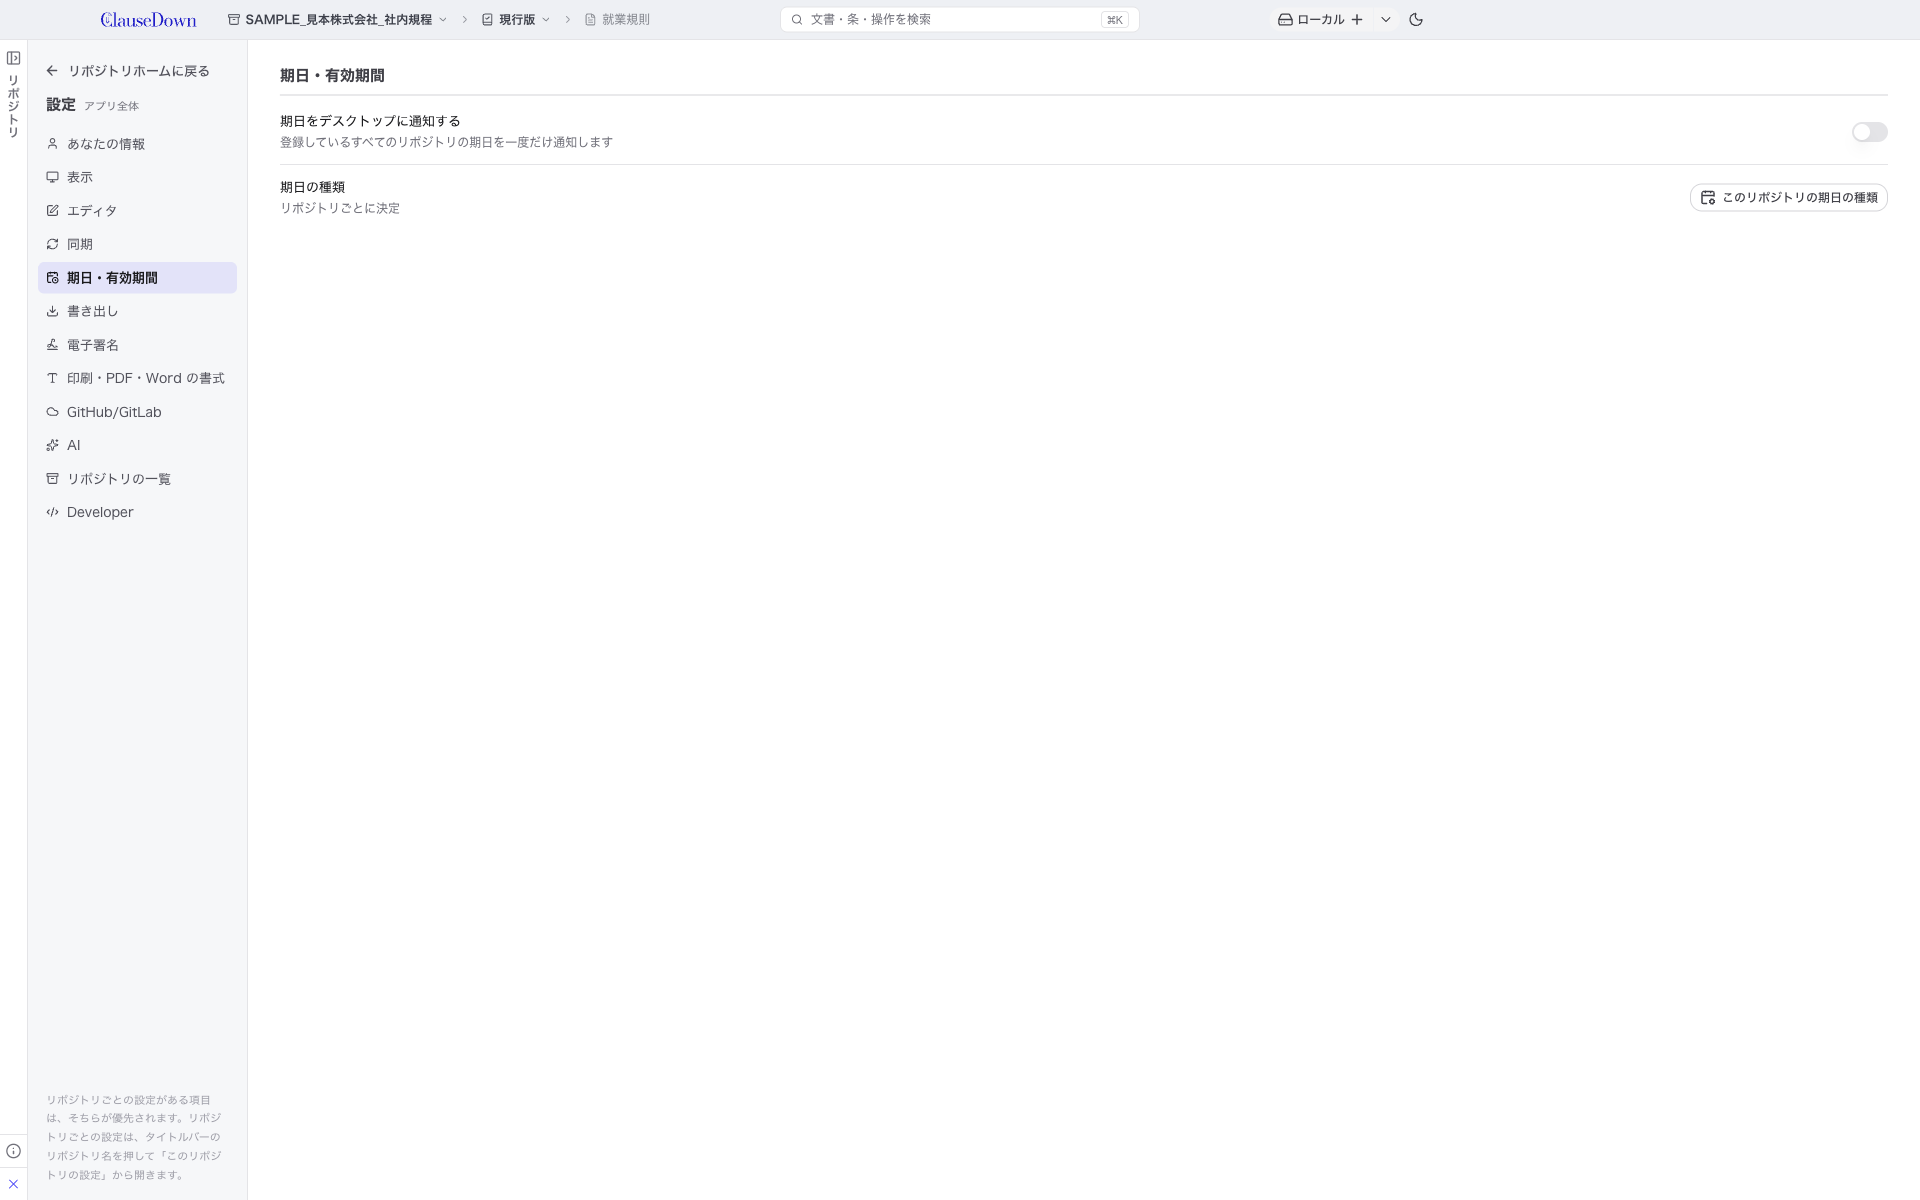 ClauseDown
SAMPLE_見本株式会社_社内規程
現行版
就業規則
文書・条・操作を検索
⌘K
ローカル
リポジトリ
リポジトリホームに戻る
設定 アプリ全体
あなたの情報
表示
エディタ
同期
期日・有効期間
書き出し
電子署名
印刷・PDF・Word の書式
GitHub/GitLab
AI
リポジトリの一覧
Developer
リポジトリごとの設定がある項目
は、そちらが優先されます。リポジ
トリごとの設定は、タイトルバーの
リポジトリ名を押して「このリポジ
トリの設定」から開きます。
期日・有効期間
期日をデスクトップに通知する
登録しているすべてのリポジトリの期日を一度だけ通知します
期日の種類
リポジトリごとに決定
このリポジトリの期日の種類